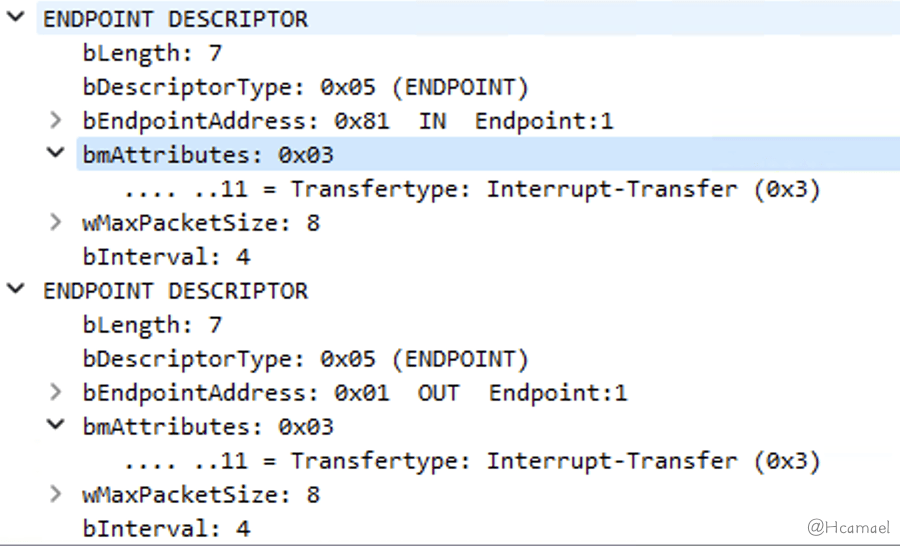 ENDPOINT DESCRIPTOR
bLength: 7
bDescriptorType: 0x05 (ENDPOINT)
bEndpointAddress: 0x81  IN  Endpoint:1
bmAttributes: 0x03
.... ..11 = Transfertype: Interrupt-Transfer (0x3)
wMaxPacketSize: 8
bInterval: 4
ENDPOINT DESCRIPTOR
bLength: 7
bDescriptorType: 0x05 (ENDPOINT)
bEndpointAddress: 0x01  OUT  Endpoint:1
bmAttributes: 0x03
.... ..11 = Transfertype: Interrupt-Transfer (0x3)
wMaxPacketSize: 8
bInterval: 4
@Hcamael